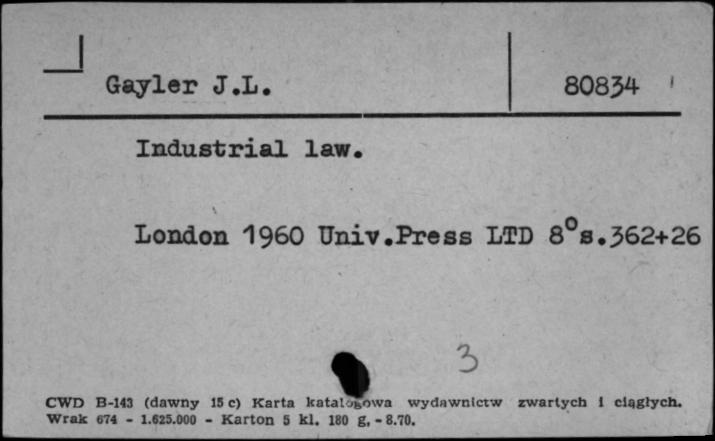 Gayler J.L. 80834
Industrial law.
London 1960 Univ.Press LTD 8°s.362+26
3
CWD B-143 (dawny 15 c) Karta katalogowa wydawnictw zwartych i ciągłych.
Wrak 674 - 1.625.000 - Karton 5 kl. 180 g. - 8.70.